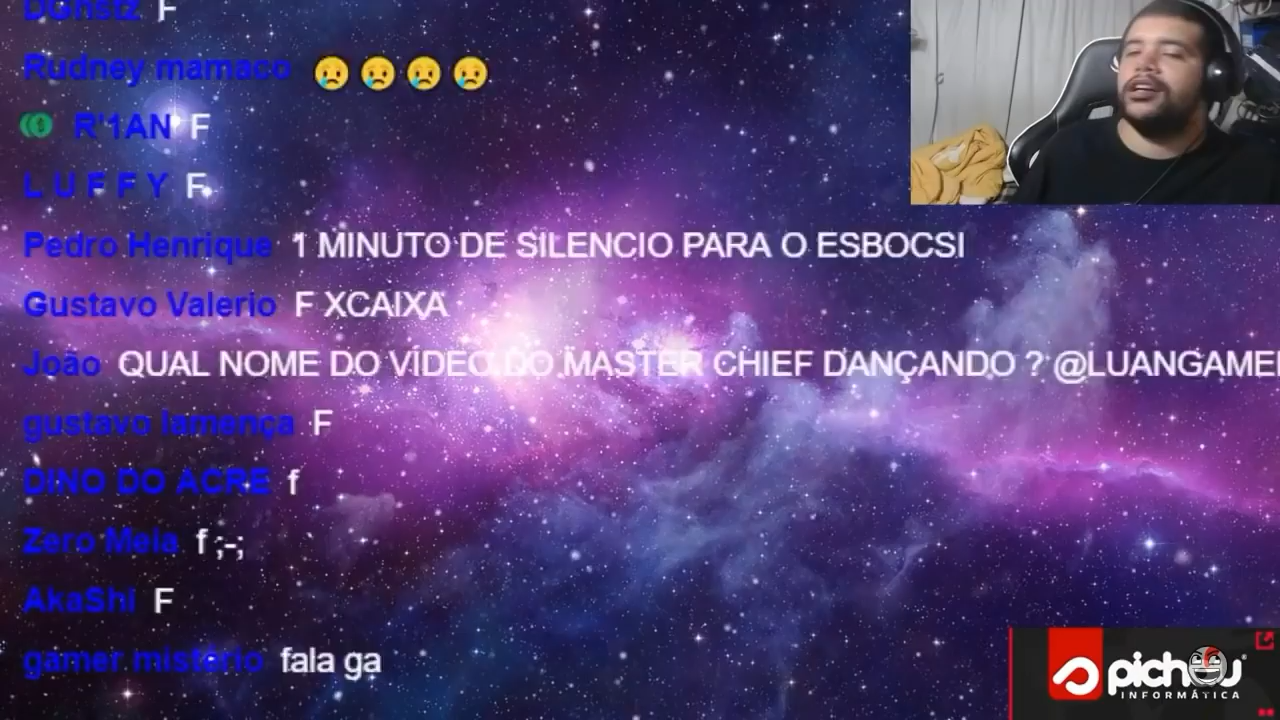 DGhstz F
Rudney mamaco 😢 😢 😢 😢
R'1AN F
L U F F Y F
Pedro Henrique 1 MINUTO DE SILENCIO PARA O ESBOCSI
Gustavo Valerio F XCAIXA
João QUAL NOME DO VÍDEO DO MASTER CHIEF DANÇANDO ? @LUANGAME
gustavo lamença F
DINO DO ACRE f
Zero Meia f ;-;
AkaShi F
gamer mistério fala ga
pichau
INFORMÁTICA